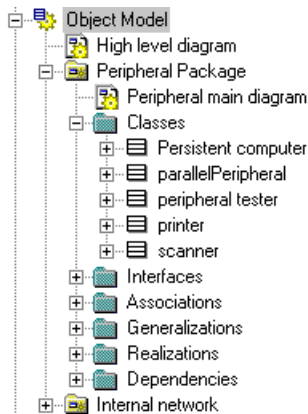 Object Model
High level diagram
Peripheral Package
Peripheral main diagram
Classes
Persistent computer
parallelPeripheral
peripheral tester
printer
scanner
Interfaces
Associations
Generalizations
Realizations
Dependencies
Internal network